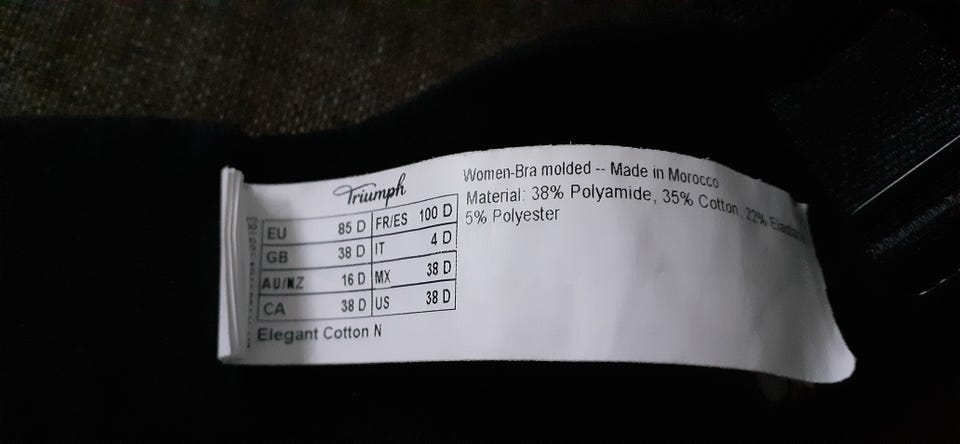 Triumph
EU 85 D FR/ES 100 D
GB 38 D IT 4 D
AU/NZ 16 D MX 38 D
CA 38 D US 38 D
Elegant Cotton N
Women-Bra molded -- Made in Morocco
Material: 38% Polyamide, 35% Cotton, 22%
5% Polyester